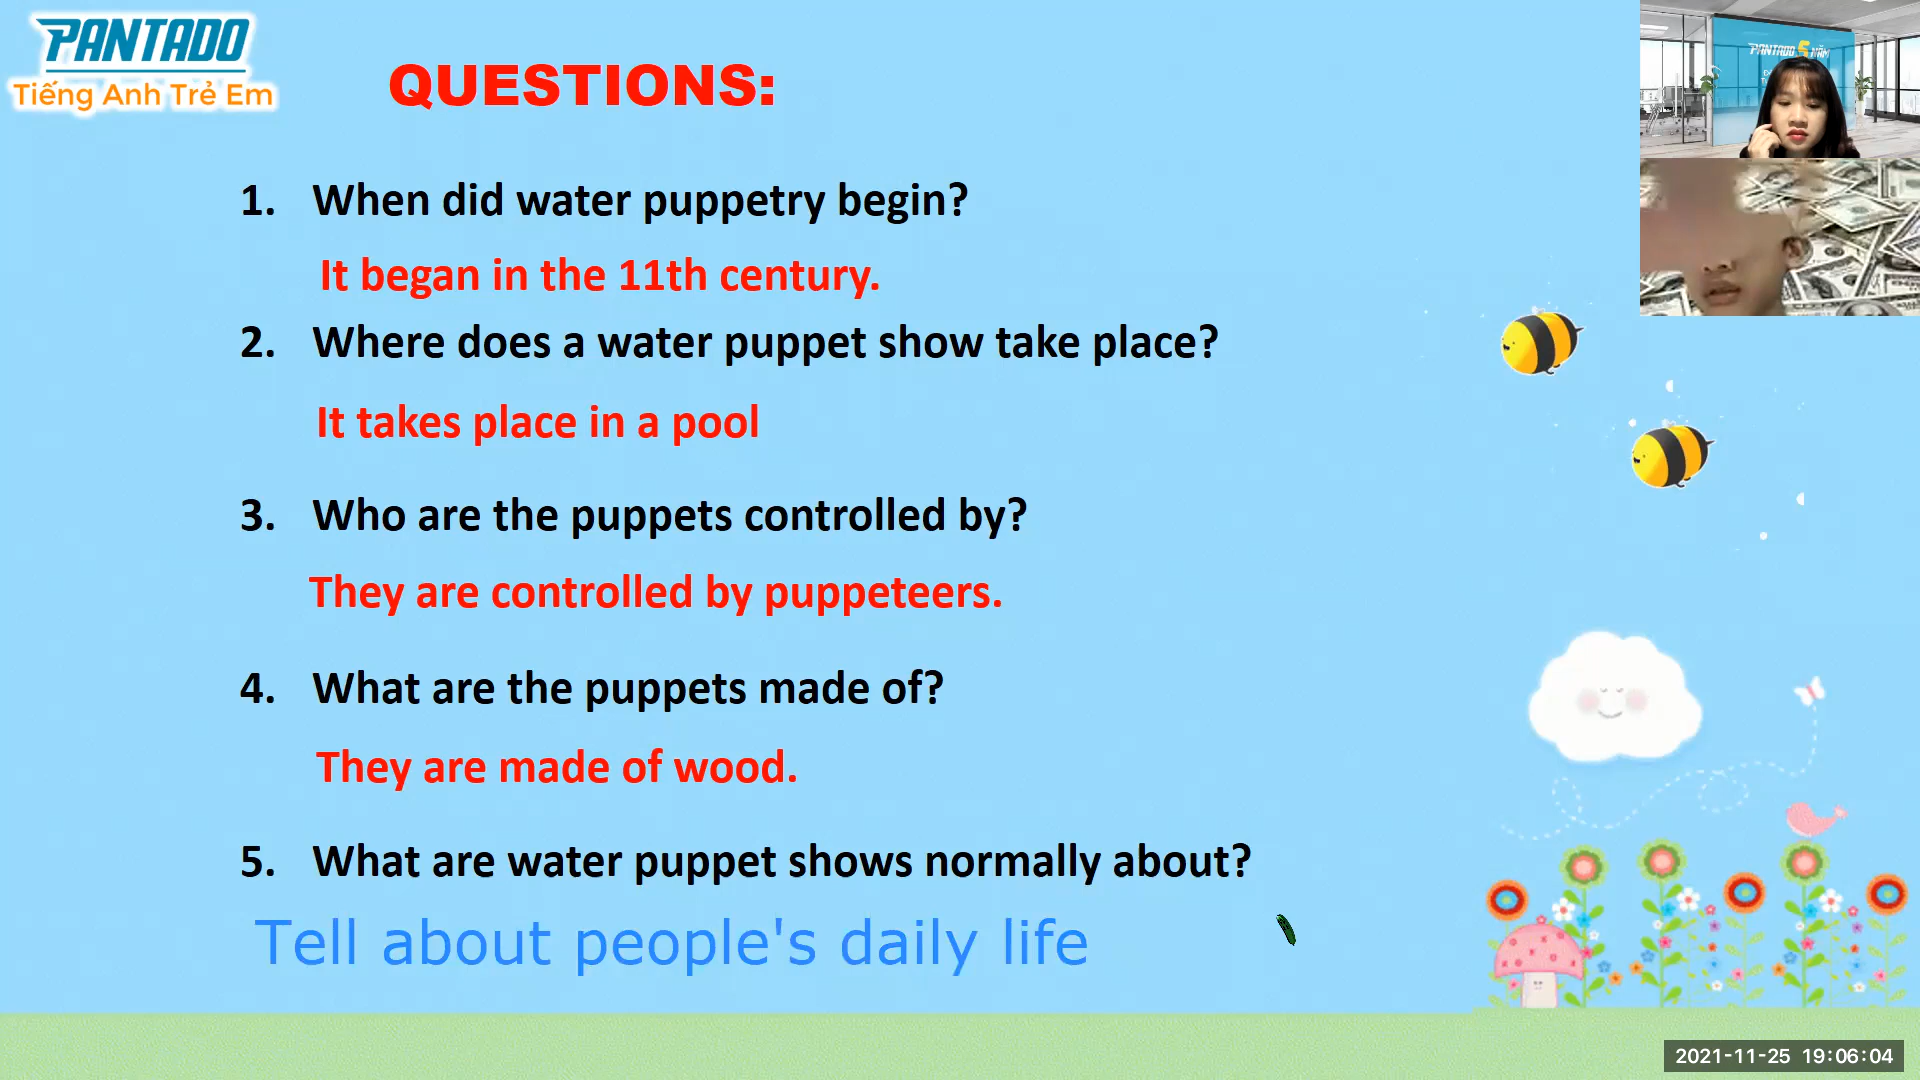 PANTADO
Tiếng Anh Trẻ Em
QUESTIONS:
1. When did water puppetry begin?
It began in the 11th century.
2. Where does a water puppet show take place?
It takes place in a pool
3. Who are the puppets controlled by?
They are controlled by puppeteers.
4. What are the puppets made of?
They are made of wood.
5. What are water puppet shows normally about?
Tell about people's daily life
PANTADO 5 NĂM
2021-11-25 19:06:04